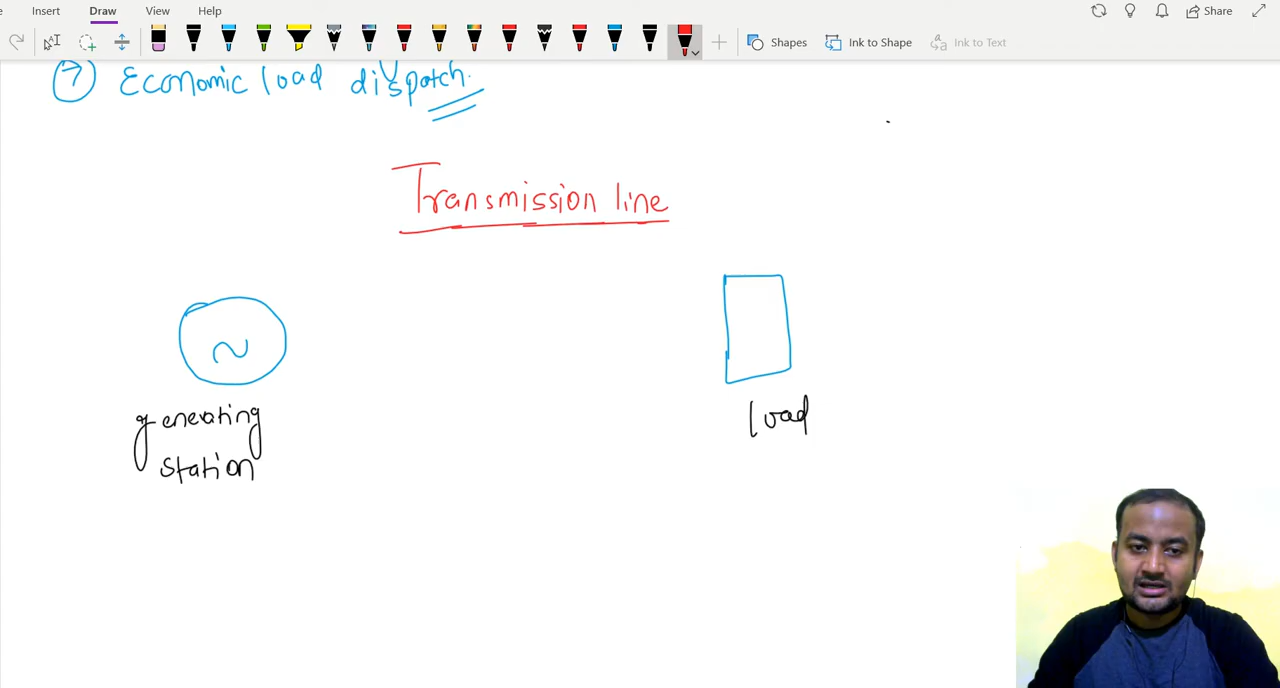 Insert Draw View Help
Share
Shapes Ink to Shape Ink to Text
7 Economic load dispatch.
Transmission line
generating
station
load